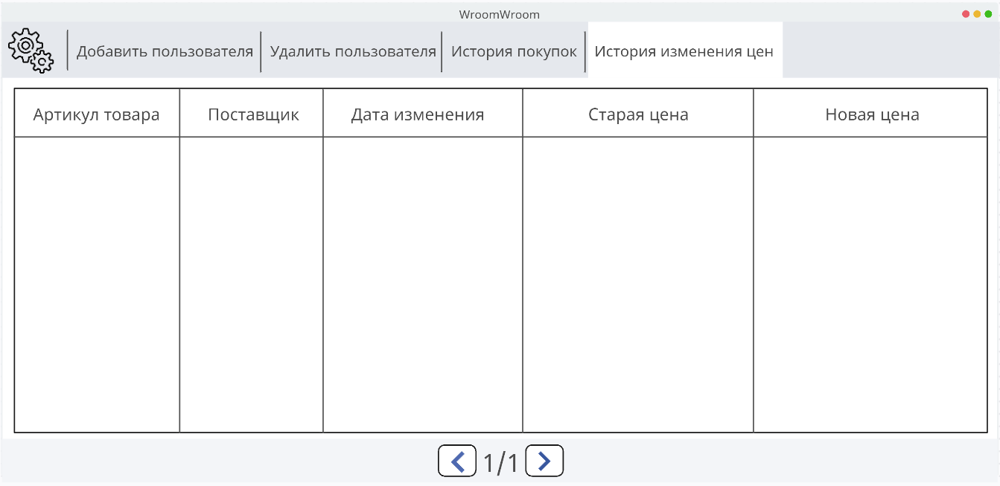 WroomWroom
Добавить пользователя Удалить пользователя История покупок История изменения цен
Артикул товара Поставщик Дата изменения Старая цена Новая цена
1/1